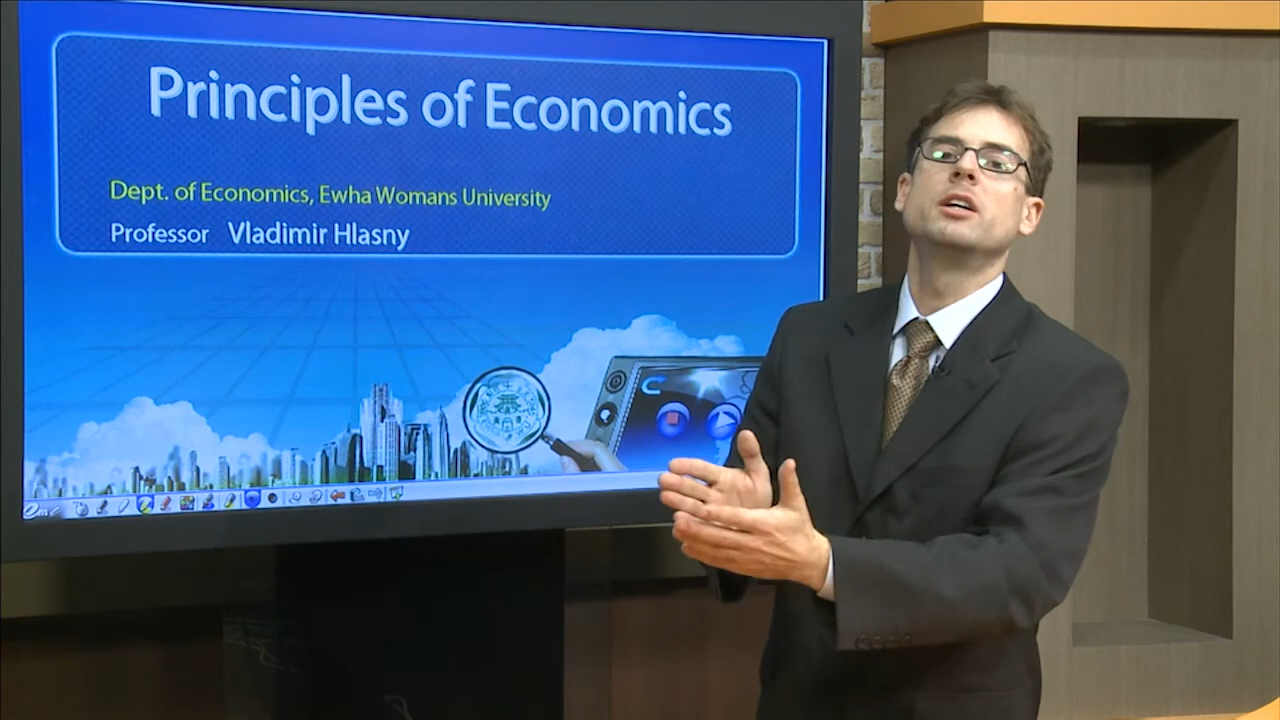 Principles of Economics
Dept. of Economics, Ewha Womans University
Professor Vladimir Hlasny